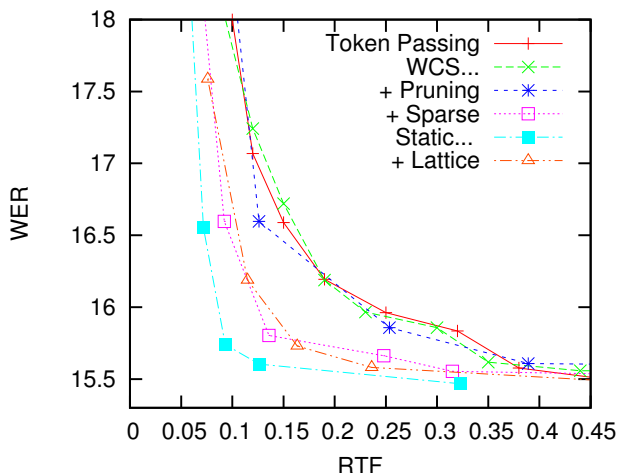 Token Passing
WCS...
+ Pruning
+ Sparse
Static...
+ Lattice
18
17.5
17
16.5
16
15.5
WER
0 0.05 0.1 0.15 0.2 0.25 0.3 0.35 0.4 0.45
RTF